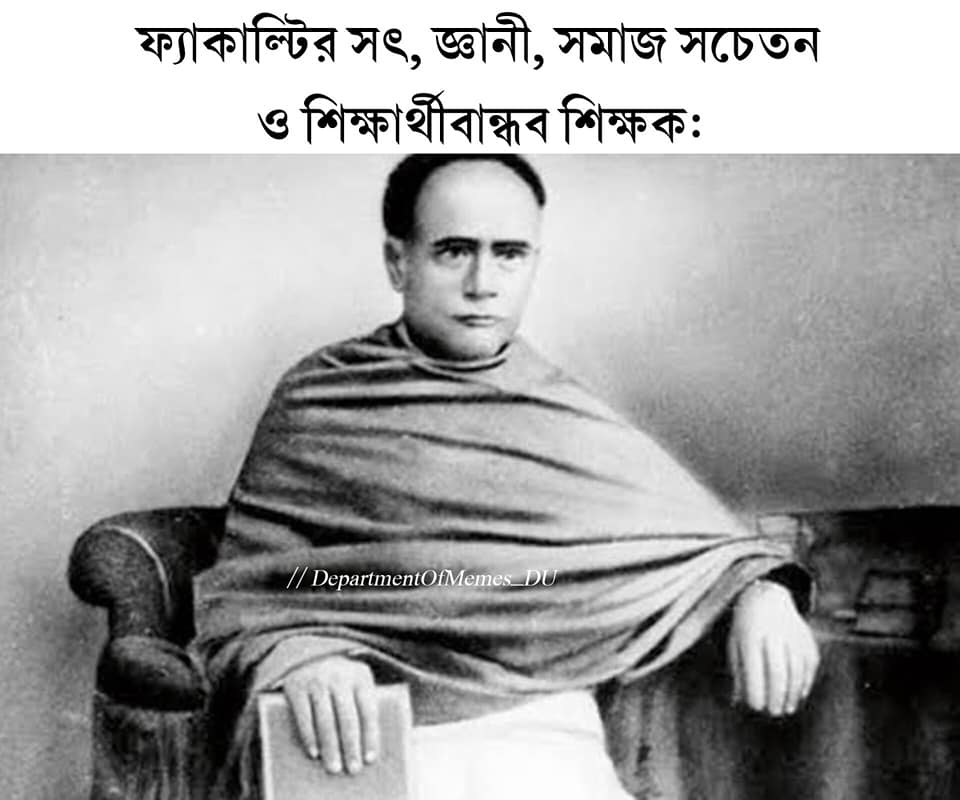 ফ্যাকাল্টির সৎ, জ্ঞানী, সমাজ সচেতন
ও শিক্ষার্থীবান্ধব শিক্ষক:
// DepartmentOfMemes_DU